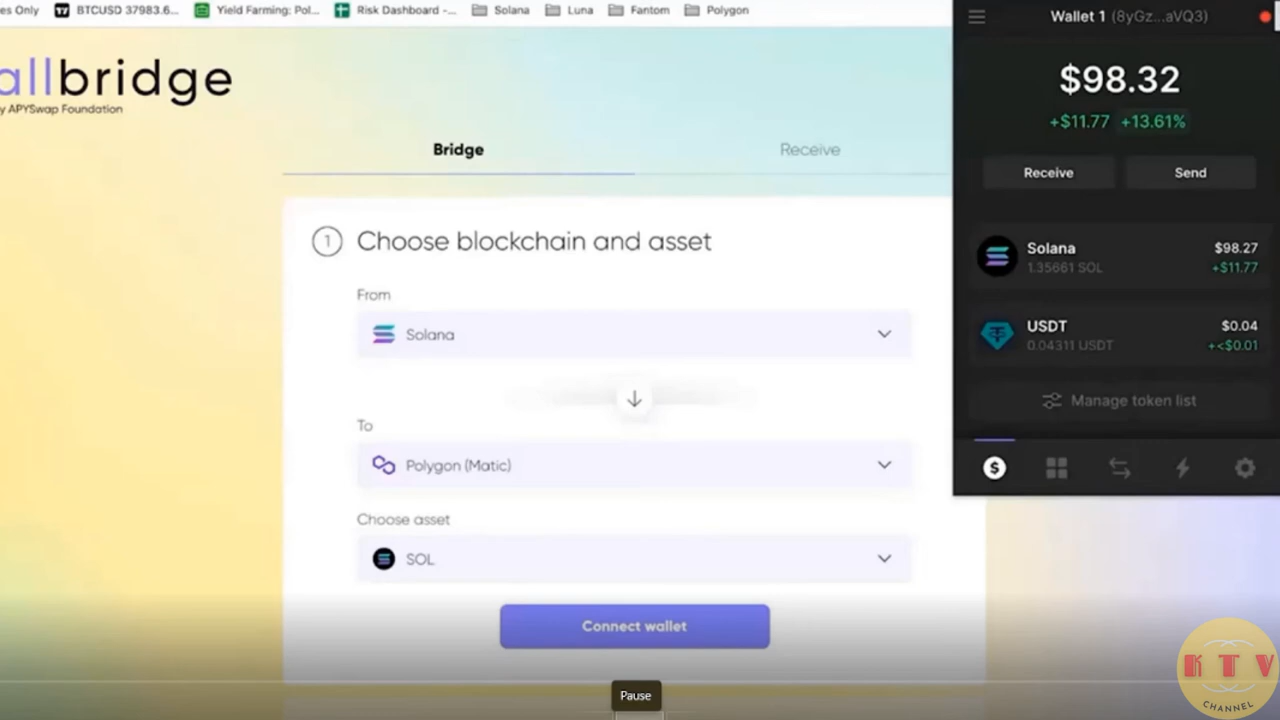 es Only
BTCUSD 37983.6...
Yield Farming: Pol...
Risk Dashboard -...
Solana
Luna
Fantom
Polygon
allbridge
y APYSwap Foundation
Bridge
Receive
1
Choose blockchain and asset
From
Solana
To
Polygon (Matic)
Choose asset
SOL
Connect wallet
Pause
Wallet 1 (8yGz...aVQ3)
$98.32
+$11.77 +13.61%
Receive
Send
Solana
$98.27
1.35661 SOL
+$11.77
USDT
$0.04
0.04311 USDT
+<$0.01
Manage token list
KTV
CHANNEL